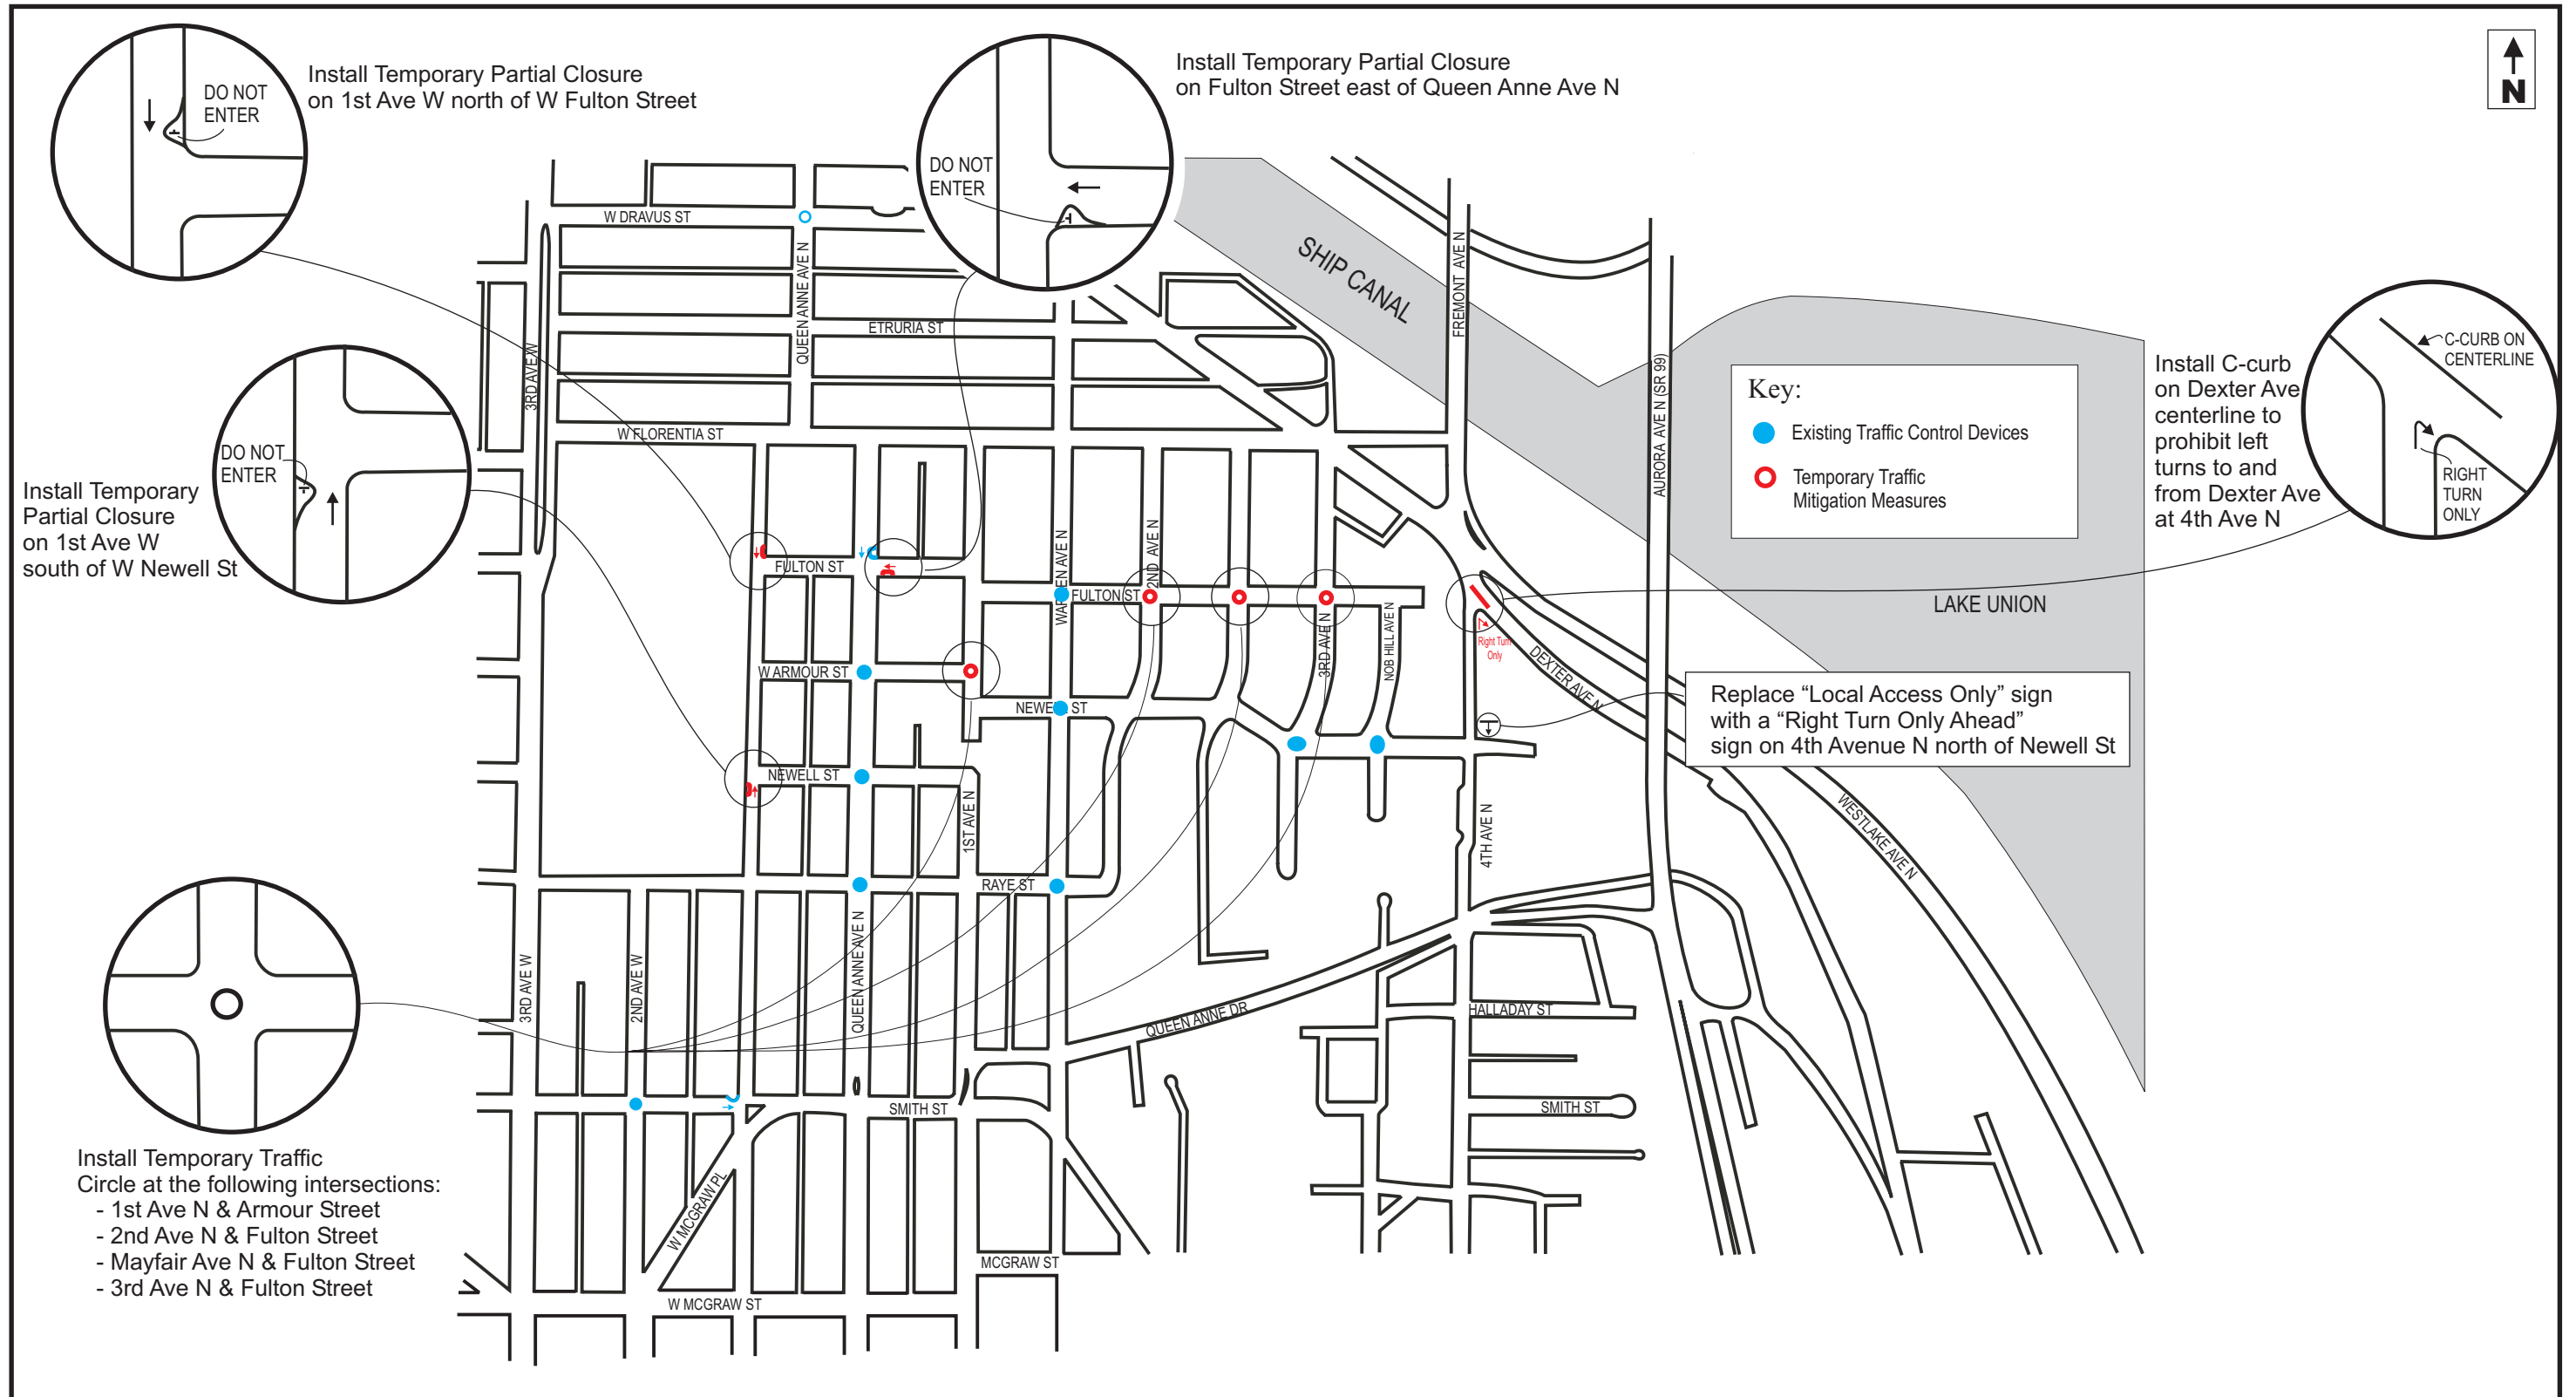 Install Temporary Partial Closure
on 1st Ave W north of W Fulton Street
DO NOT
ENTER
Install Temporary Partial Closure
on Fulton Street east of Queen Anne Ave N
DO NOT
ENTER
N
W DRAVUS ST
QUEEN ANNE AVE N
ETRURIA ST
3RD AVE W
W FLORENTIA ST
SHIP CANAL
FREMONT AVE N
AURORA AVE N (SR 99)
Key:
Existing Traffic Control Devices
Temporary Traffic
Mitigation Measures
Install C-curb
on Dexter Ave
centerline to
prohibit left
turns to and
from Dexter Ave
at 4th Ave N
C-CURB ON
CENTERLINE
RIGHT
TURN
ONLY
DO NOT
ENTER
Install Temporary
Partial Closure
on 1st Ave W
south of W Newell St
FULTON ST
WARREN AVE N
FULTON ST
2ND AVE N
3RD AVE N
NOB HILL AVE N
Right Turn
Only
DEXTER AVE N
LAKE UNION
W ARMOUR ST
NEWELL ST
NEWELL ST
Replace “Local Access Only” sign
with a “Right Turn Only Ahead”
sign on 4th Avenue N north of Newell St
1ST AVE N
4TH AVE N
WESTLAKE AVE N
RAYE ST
3RD AVE W
2ND AVE W
QUEEN ANNE AVE N
QUEEN ANNE DR
HALLADAY ST
SMITH ST
SMITH ST
W MCGRAW PL
MCGRAW ST
W MCGRAW ST
Install Temporary Traffic
Circle at the following intersections:
- 1st Ave N & Armour Street
- 2nd Ave N & Fulton Street
- Mayfair Ave N & Fulton Street
- 3rd Ave N & Fulton Street